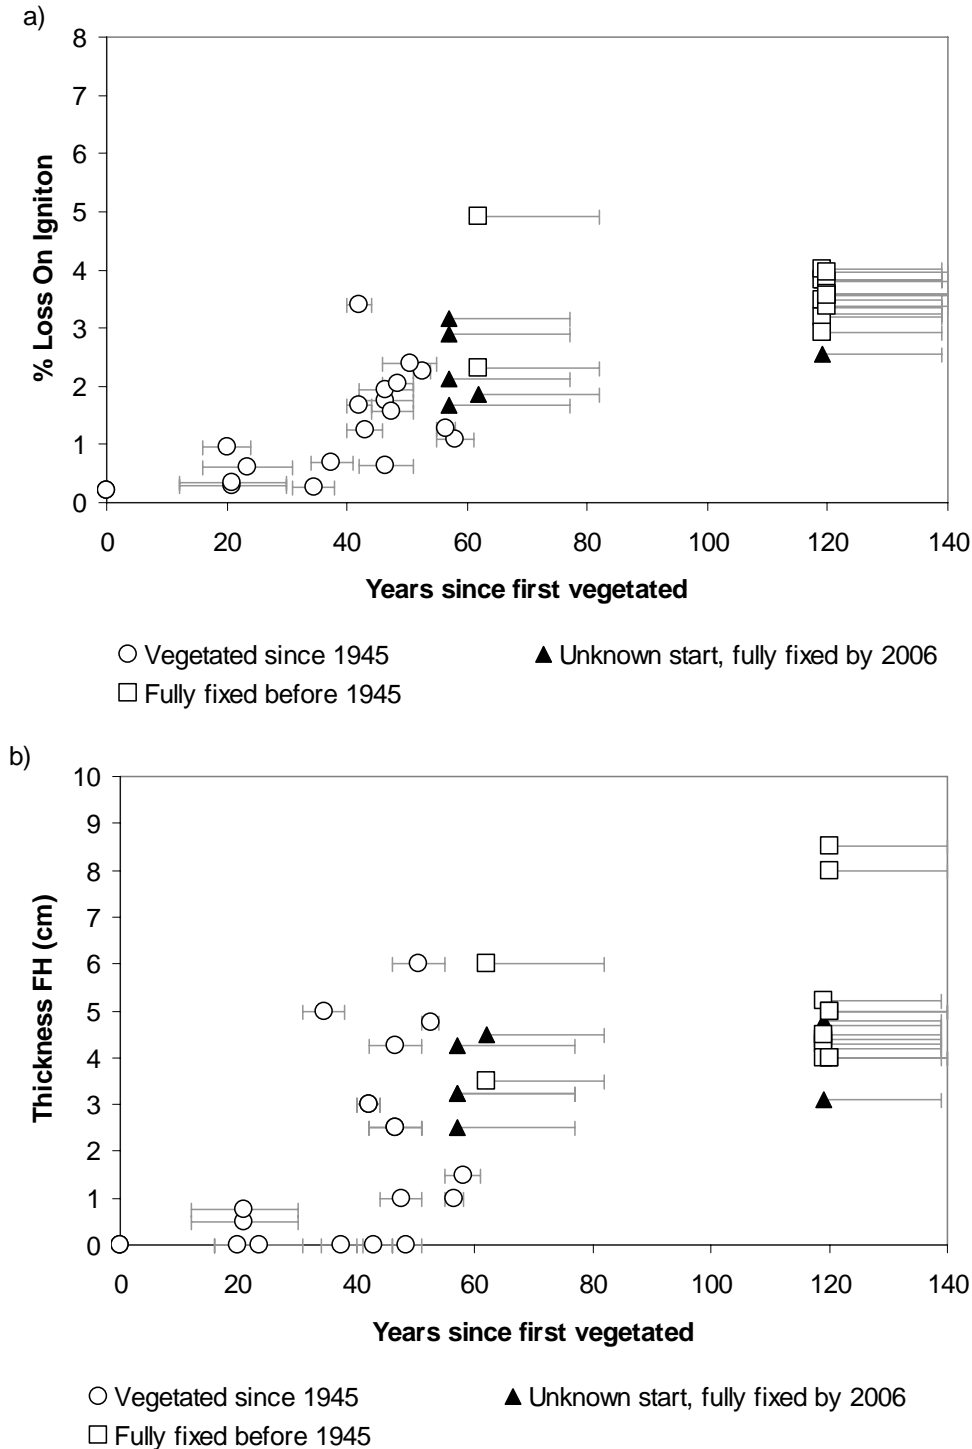 a)
8
7
6
5
4
3
2
1
0
% Loss On Igniton
0 20 40 60 80 100 120 140
Years since first vegetated
Vegetated since 1945 Unknown start, fully fixed by 2006
Fully fixed before 1945
b)
10
9
8
7
6
5
4
3
2
1
0
Thickness FH (cm)
0 20 40 60 80 100 120 140
Years since first vegetated
Vegetated since 1945 Unknown start, fully fixed by 2006
Fully fixed before 1945